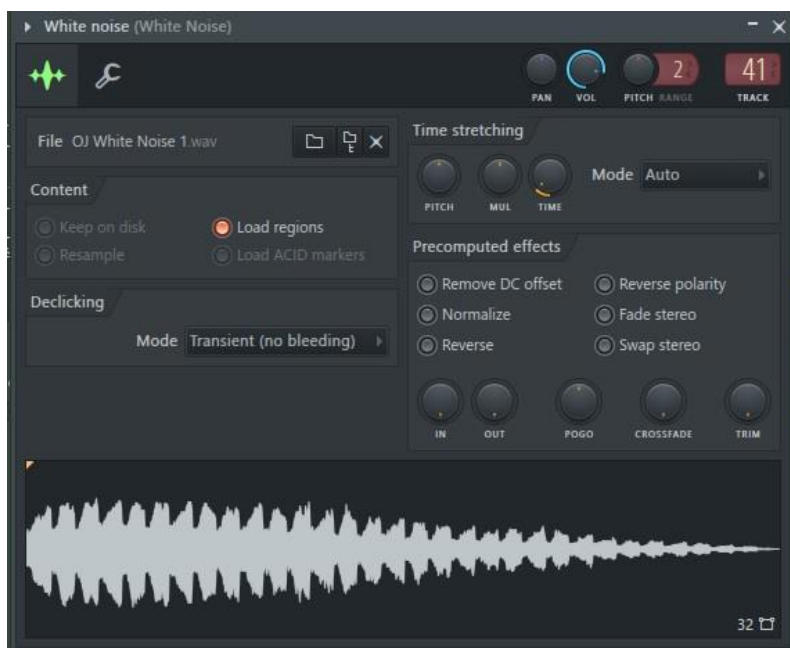 White noise (White Noise)
2 41
PAN VOL PITCH RANGE TRACK
File OJ White Noise 1.wav
Content
Keep on disk Load regions
Resample Load ACID markers
Declicking
Mode Transient (no bleeding)
Time stretching
PITCH MUL TIME Mode Auto
Precomputed effects
Remove DC offset Reverse polarity
Normalize Fade stereo
Reverse Swap stereo
IN OUT POGO CROSSFADE TRIM
32